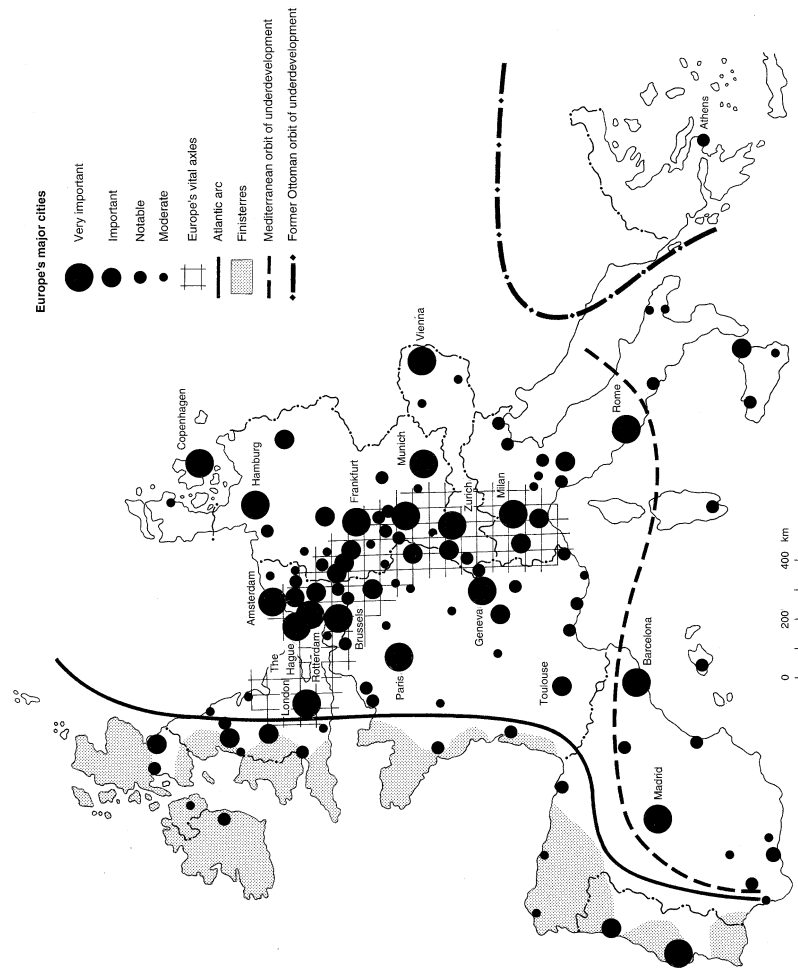 Europe's major cities
Very important
Important
Notable
Moderate
Europe's vital axles
Atlantic arc
Finisterres
Mediterranean orbit of underdevelopment
Former Ottoman orbit of underdevelopment
Copenhagen
Hamburg
Amsterdam
The
Hague
Rotterdam
London
Brussels
Frankfurt
Munich
Vienna
Zurich
Milan
Geneva
Paris
Toulouse
Rome
Barcelona
Madrid
Athens
0 200 400 km